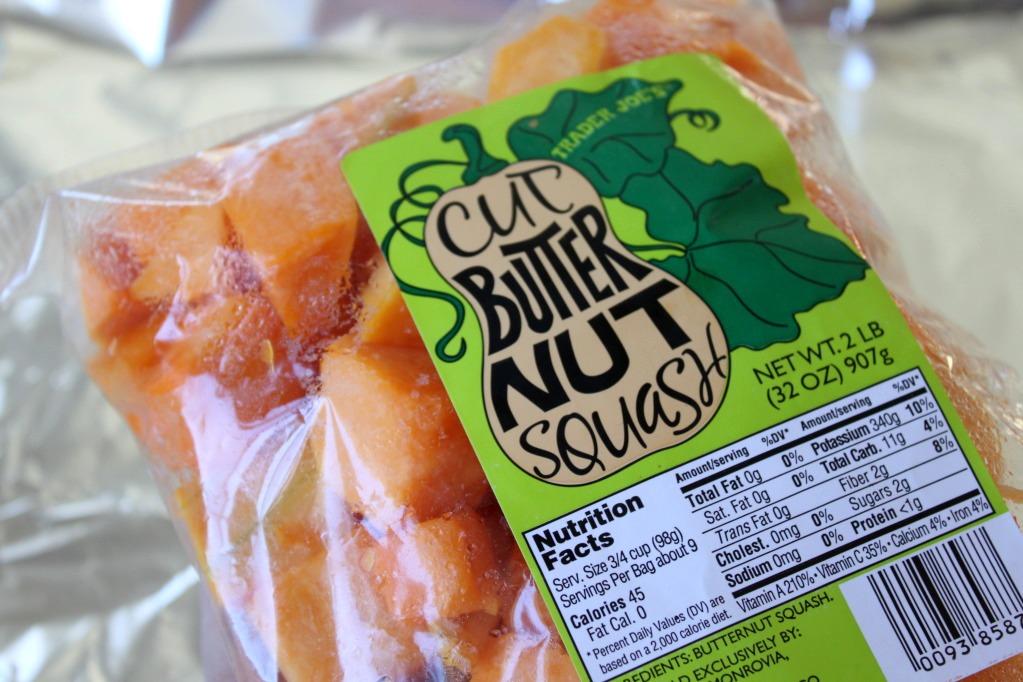 TRADER JOE'S
CUT
BUTTER
NUT
SQUASH
NET WT. 2 LB
(32 OZ) 907g
Nutrition
Facts
Serv. Size 3/4 cup (98g)
Servings Per Bag about 9
Calories 45
Fat Cal. 0
*Percent Daily Values (DV) are
based on a 2,000 calorie diet.
Amount/serving %DV* Amount/serving %DV*
Total Fat 0g 0% Potassium 340g 10%
Sat. Fat 0g 0% Total Carb. 11g 4%
Trans Fat 0g Fiber 2g 8%
Cholest. 0mg 0% Sugars 2g
Sodium 0mg 0% Protein <1g
Vitamin A 210% • Vitamin C 35% • Calcium 4% • Iron 4%
REDIENTS: BUTTERNUT SQUASH.
LD EXCLUSIVELY BY:
MONROVIA,
0093 8587